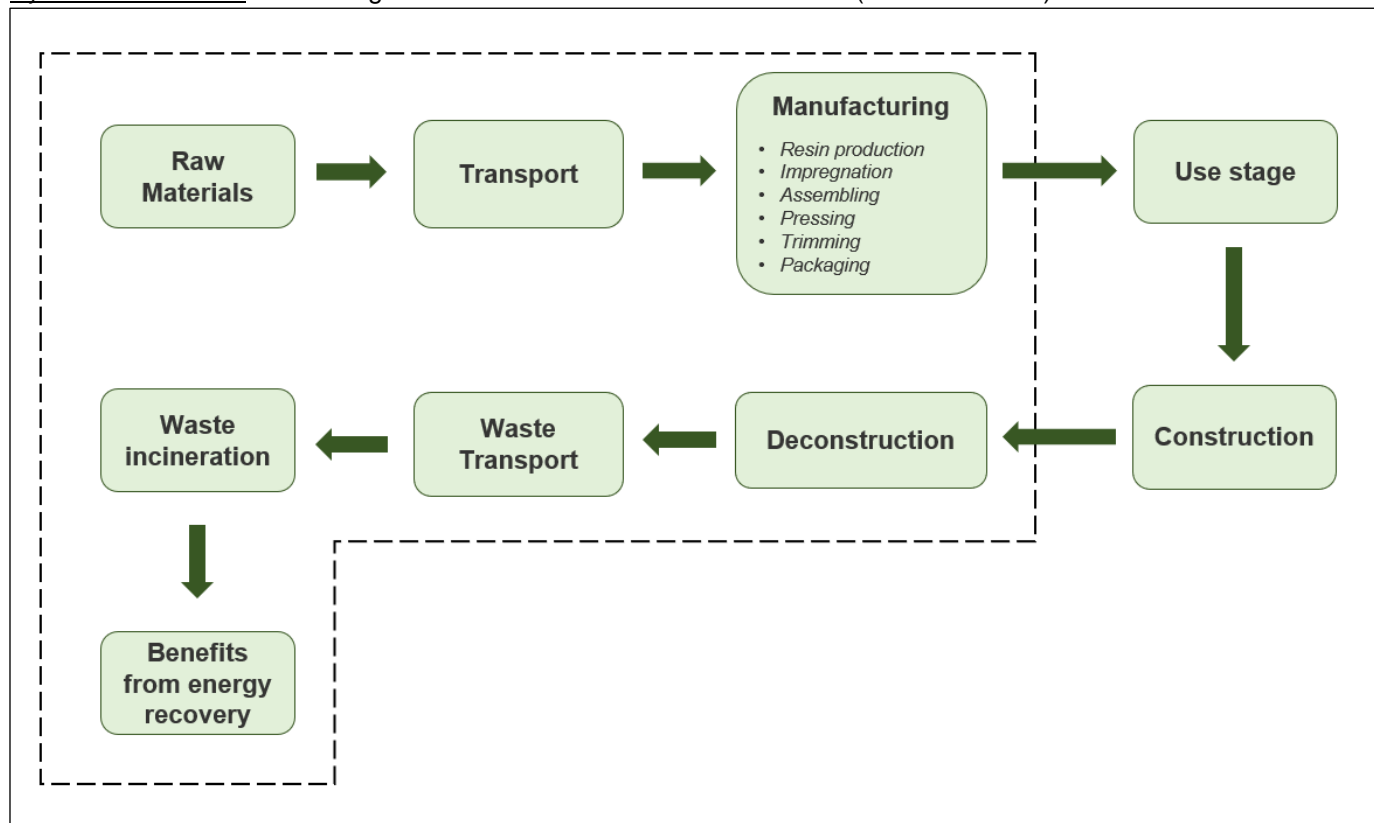 Raw
Materials
Transport
Manufacturing
• Resin production
• Impregnation
• Assembling
• Pressing
• Trimming
• Packaging
Use stage
Waste
incineration
Waste
Transport
Deconstruction
Construction
Benefits
from energy
recovery